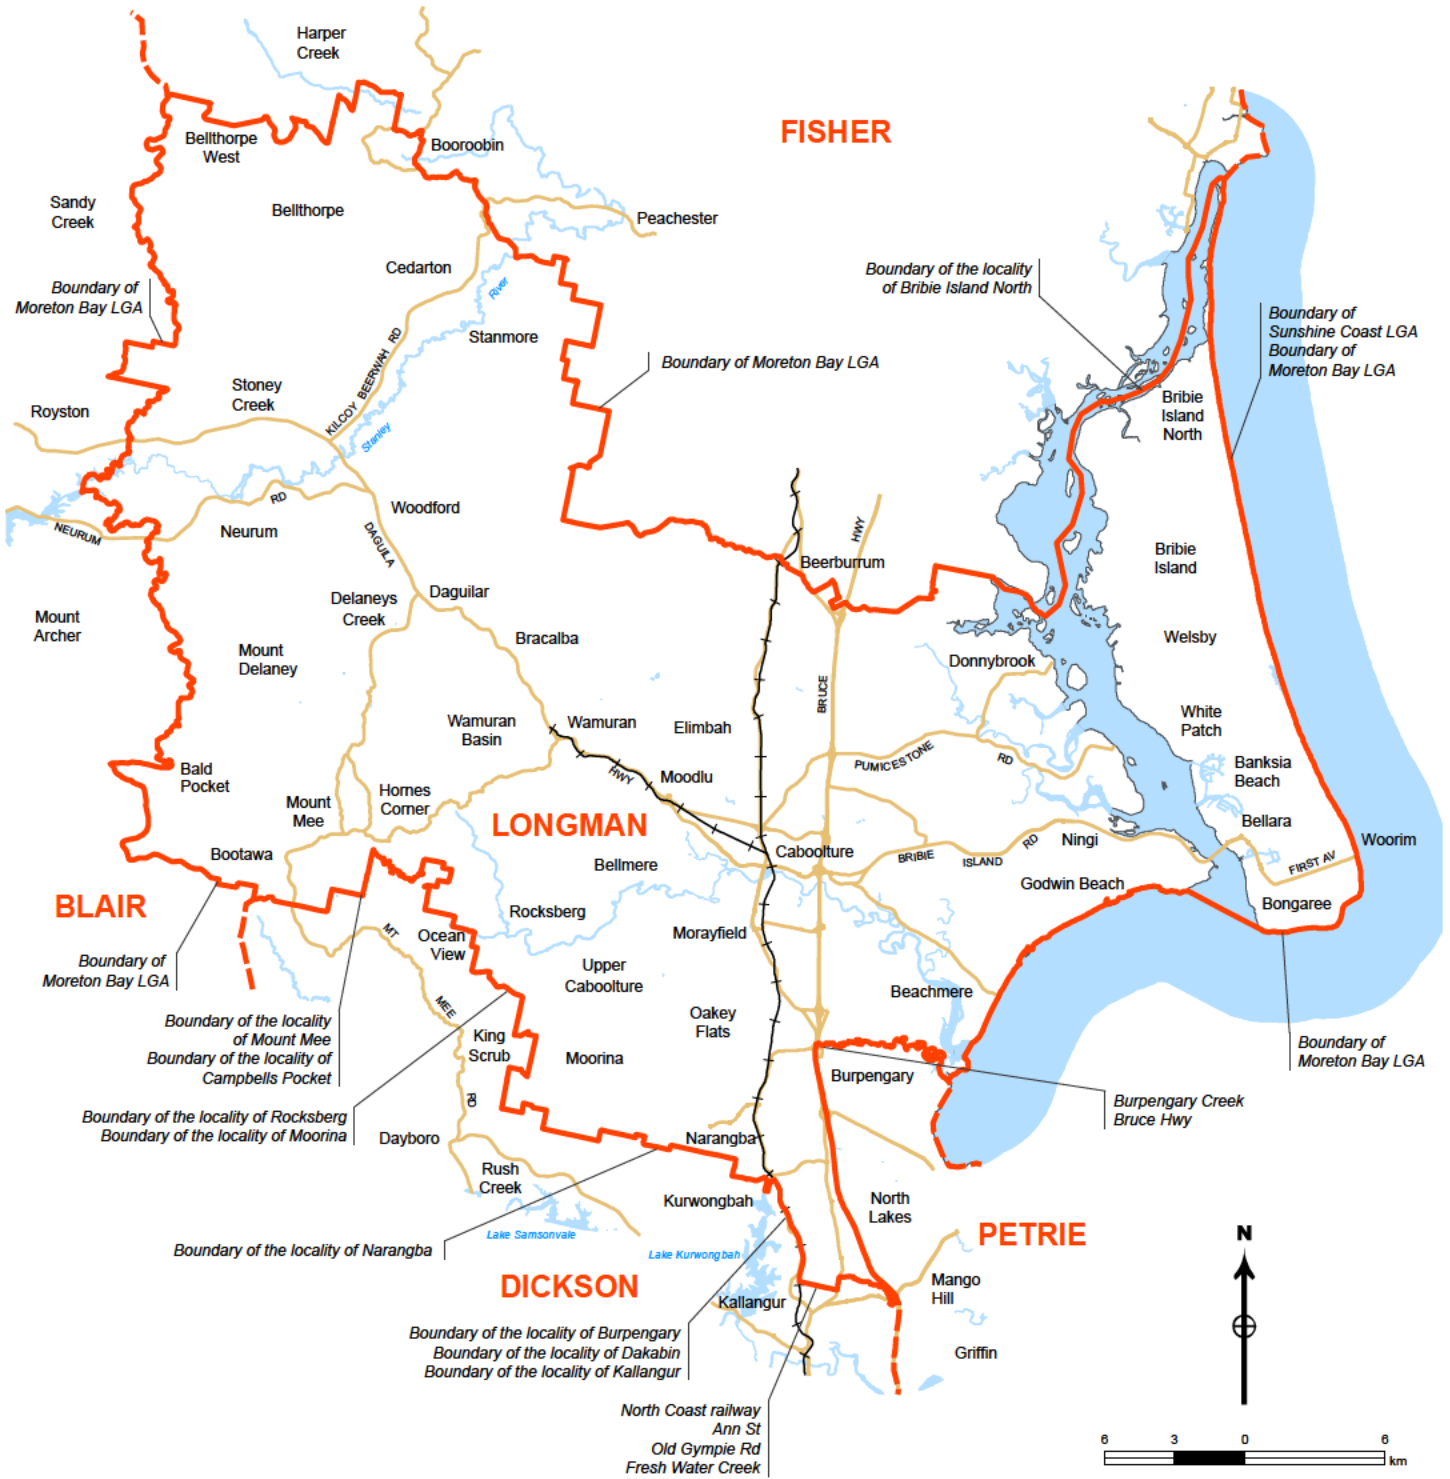 Harper
Creek
FISHER
Bellthorpe
West
Booroobin
Sandy
Creek
Bellthorpe
Peachester
Cedarton
Boundary of the locality
of Bribie Island North
Boundary of
Moreton Bay LGA
River
Boundary of
Sunshine Coast LGA
Boundary of
Moreton Bay LGA
Stanmore
Boundary of Moreton Bay LGA
KILCOY BEERWAH RD
Stoney
Creek
Royston
Bribie
Island
North
Stanley
RD
Woodford
NEURUM
Neurum
DAGUILA
HWY
Beerburrum
Bribie
Island
Mount
Archer
Delaneys
Creek
Daguilar
Bracalba
Welsby
Mount
Delaney
Donnybrook
BRUCE
Wamuran
Basin
Wamuran
Elimbah
White
Patch
PUMICESTONE
RD
Bald
Pocket
HWY
Moodlu
Banksia
Beach
Mount
Mee
Hornes
Corner
LONGMAN
Bellara
Woorim
Bootawa
Bellmere
Caboolture
BRIBIE
ISLAND
RD
Ningi
FIRST AV
Godwin Beach
BLAIR
Rocksberg
Bongaree
MT
Ocean
View
Morayfield
Boundary of
Moreton Bay LGA
Upper
Caboolture
Beachmere
MEE
Oakey
Flats
Boundary of the locality
of Mount Mee
Boundary of the locality of
Campbells Pocket
King
Scrub
Moorina
Boundary of
Moreton Bay LGA
Burpengary
RD
Burpengary Creek
Bruce Hwy
Boundary of the locality of Rocksberg
Boundary of the locality of Moorina
Dayboro
Narangba
Rush
Creek
Kurwongbah
North
Lakes
Lake Samsonvale
PETRIE
N
Boundary of the locality of Narangba
Lake Kurwongbah
DICKSON
Kallangur
Mango
Hill
Boundary of the locality of Burpengary
Boundary of the locality of Dakabin
Boundary of the locality of Kallangur
Griffin
North Coast railway
Ann St
Old Gympie Rd
Fresh Water Creek
6 3 0 6
km